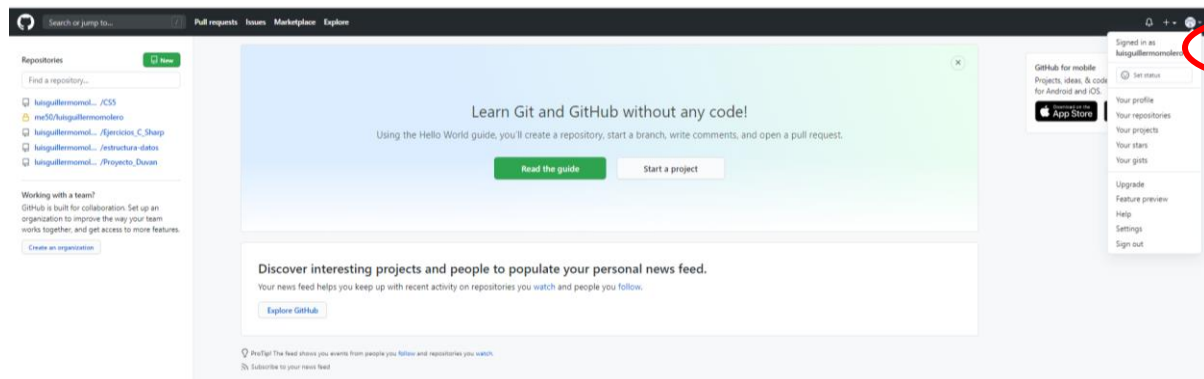 Search or jump to...
/
Pull requests Issues Marketplace Explore
Repositories
New
Find a repository...
luisguillermomol... /CS5
me50/luisguillermomolero
luisguillermomol... /Ejercicios_C_Sharp
luisguillermomol... /estructura-datos
luisguillermomol... /Proyecto_Duvan
Working with a team?
GitHub is built for collaboration. Set up an
organization to improve the way your team
works together, and get access to more features.
Create an organization
Learn Git and GitHub without any code!
Using the Hello World guide, you'll create a repository, start a branch, write comments, and open a pull request.
Read the guide
Start a project
Discover interesting projects and people to populate your personal news feed.
Your news feed helps you keep up with recent activity on repositories you watch and people you follow.
Explore GitHub
ProTip! The feed shows you events from people you follow and repositories you watch.
Subscribe to your news feed
GitHub for mobile
Projects, ideas, & code
for Android and iOS.
Download on the
App Store
Signed in as
luisguillermomolero
Set status
Your profile
Your repositories
Your projects
Your stars
Your gists
Upgrade
Feature preview
Help
Settings
Sign out